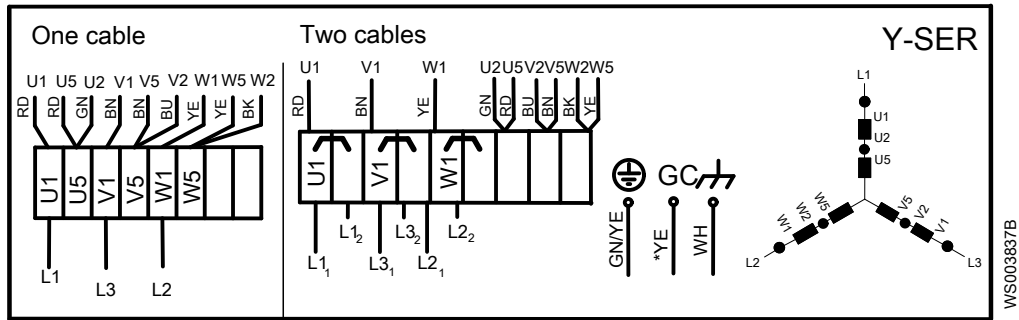 One cable
U1 U5 U2 V1 V5 V2 W1 W5 W2
RD RD GN BN BN BU YE YE BK
U1 U5 V1 V5 W1 W5
L1 L3 L2
Two cables
U1 V1 W1 U2 U5 V2 V5 W2 W5
RD BN YE GN RD BU BN BK YE
U1 V1 W1
L1₂ L3₂ L2₂
L1₁ L3₁ L2₁
GC
GN/YE *YE WH
Y-SER
L1
U1
U2
U5
W1 W2 W5 V5 V2 V1
L2 L3
WS003837B